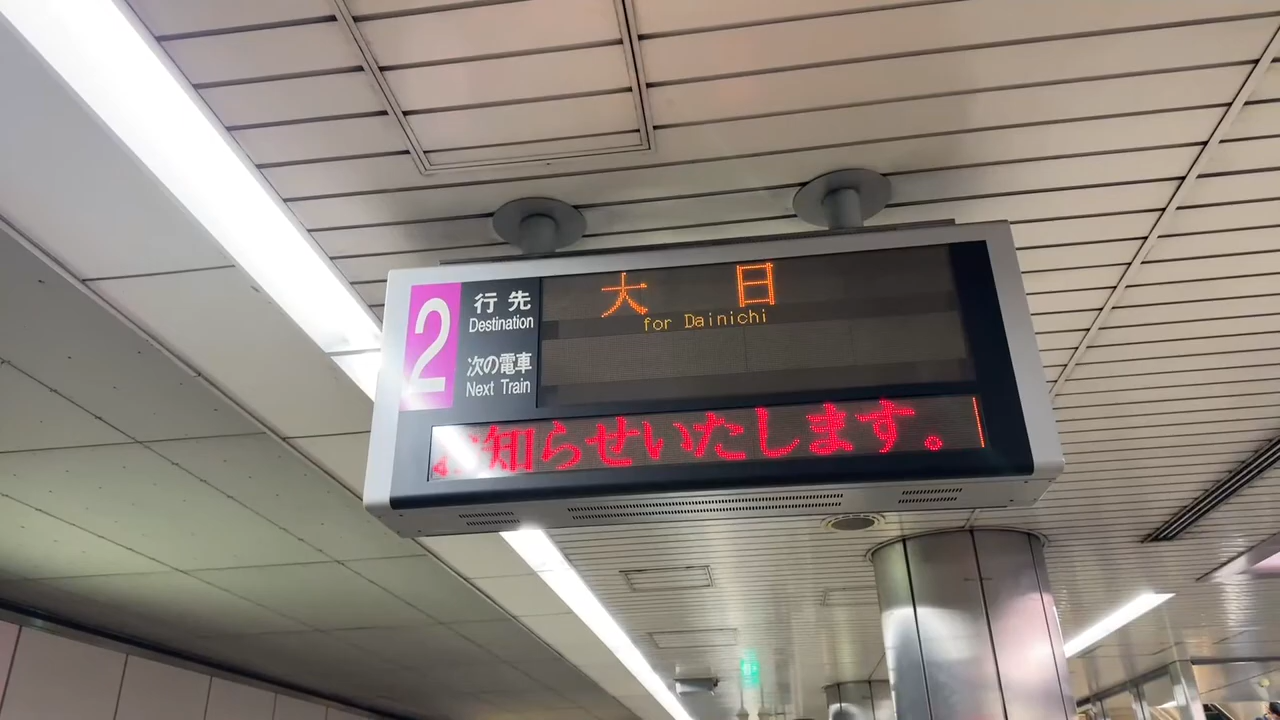 2
行先
Destination
大日
for Dainichi
次の電車
Next Train
お知らせいたします。